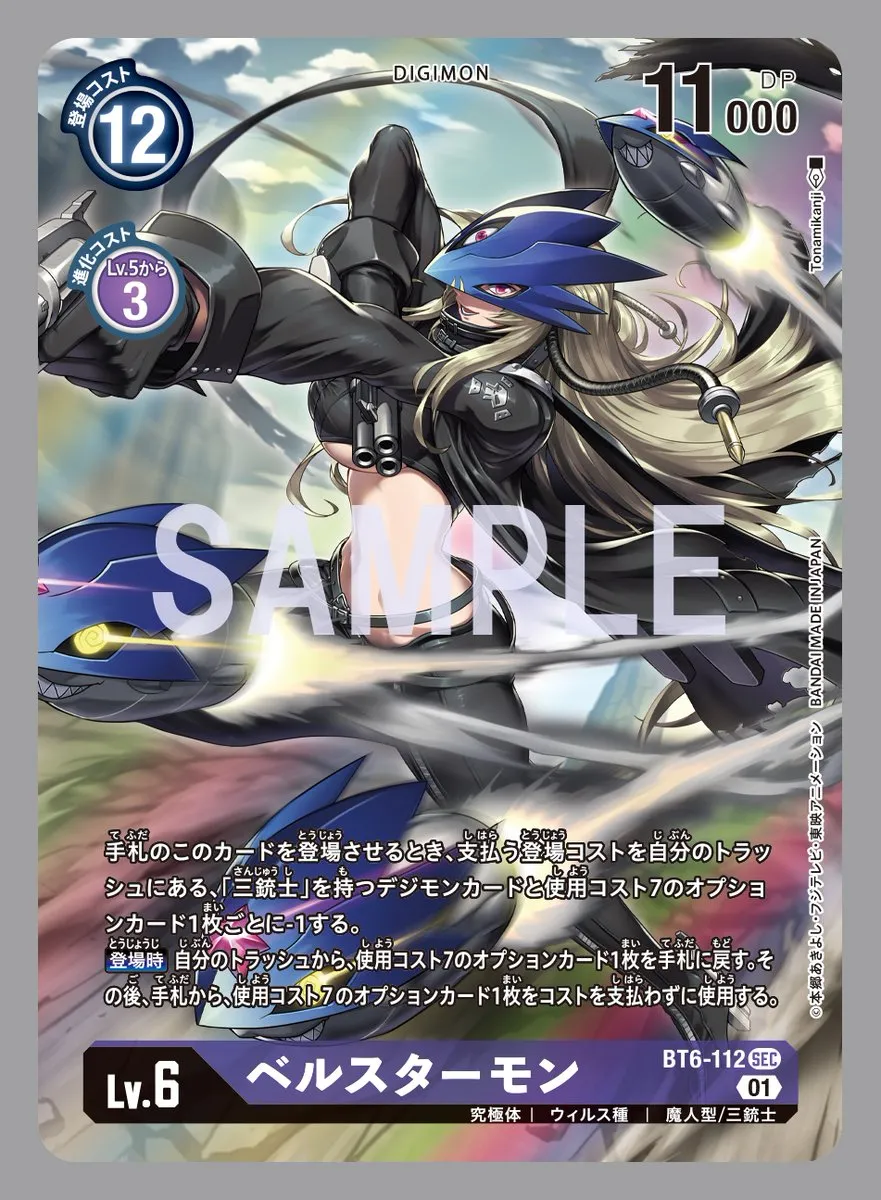 DIGIMON
登場コスト
12
11000
DP
進化コスト
Lv.5から
3
Tonamikanji
SAMPLE
©本郷あきよし・フジテレビ・東映アニメーション BANDAI MADE IN JAPAN
手札のこのカードを登場させるとき、支払う登場コストを自分のトラッ
シュにある、「三銃士」を持つデジモンカードと使用コスト7のオプショ
ンカード1枚ごとに-1する。
登場時 自分のトラッシュから、使用コスト7のオプションカード1枚を手札に戻す。そ
の後、手札から、使用コスト7のオプションカード1枚をコストを支払わずに使用する。
Lv.6
ベルスターモン
BT6-112 SEC
01
究極体 | ウィルス種 | 魔人型/三銃士